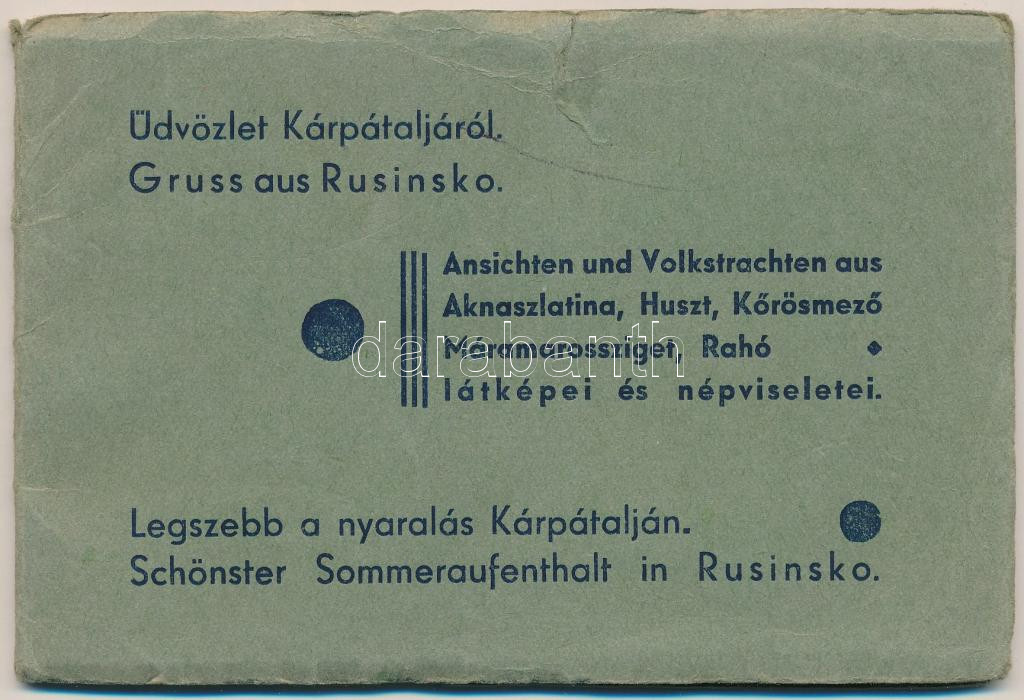 Üdvözlet Kárpátaljáról.
Gruss aus Rusinsko.
Ansichten und Volkstrachten aus
Aknaszlatina, Huszt, Kőrösmező
Máramarossziget, Rahó
látképei és népviseletei.
darabanth
Legszebb a nyaralás Kárpátalján.
Schönster Sommeraufenthalt in Rusinsko.